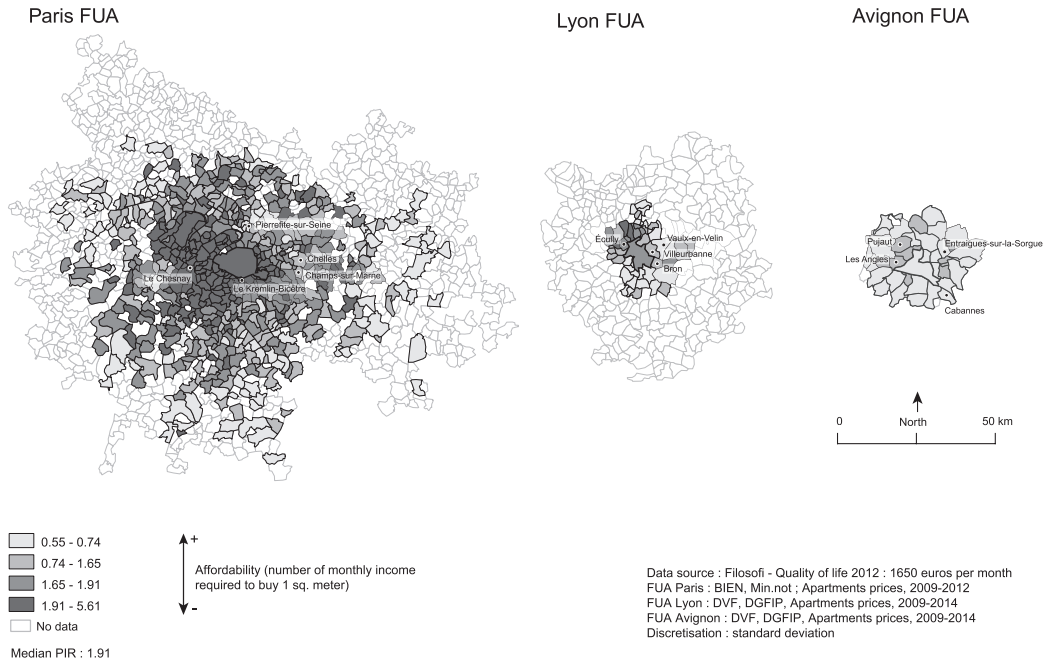 Paris FUA
Lyon FUA
Avignon FUA
Pierrefite-sur-Seine
Chelles
Champs-sur-Marne
Le Chesnay
Le Kremlin-Bicêtre
Écully
Vaulx-en-Velin
Villeurbanne
Bron
Pujaut
Entraigues-sur-la-Sorgue
Les Angles
Cabannes
0
North
50 km
0.55 - 0.74
0.74 - 1.65
1.65 - 1.91
1.91 - 5.61
No data
Median PIR : 1.91
+
Affordability (number of monthly income
required to buy 1 sq. meter)
-
Data source : Filosofi - Quality of life 2012 : 1650 euros per month
FUA Paris : BIEN, Min.not ; Apartments prices, 2009-2012
FUA Lyon : DVF, DGFIP, Apartments prices, 2009-2014
FUA Avignon : DVF, DGFIP, Apartments prices, 2009-2014
Discretisation : standard deviation